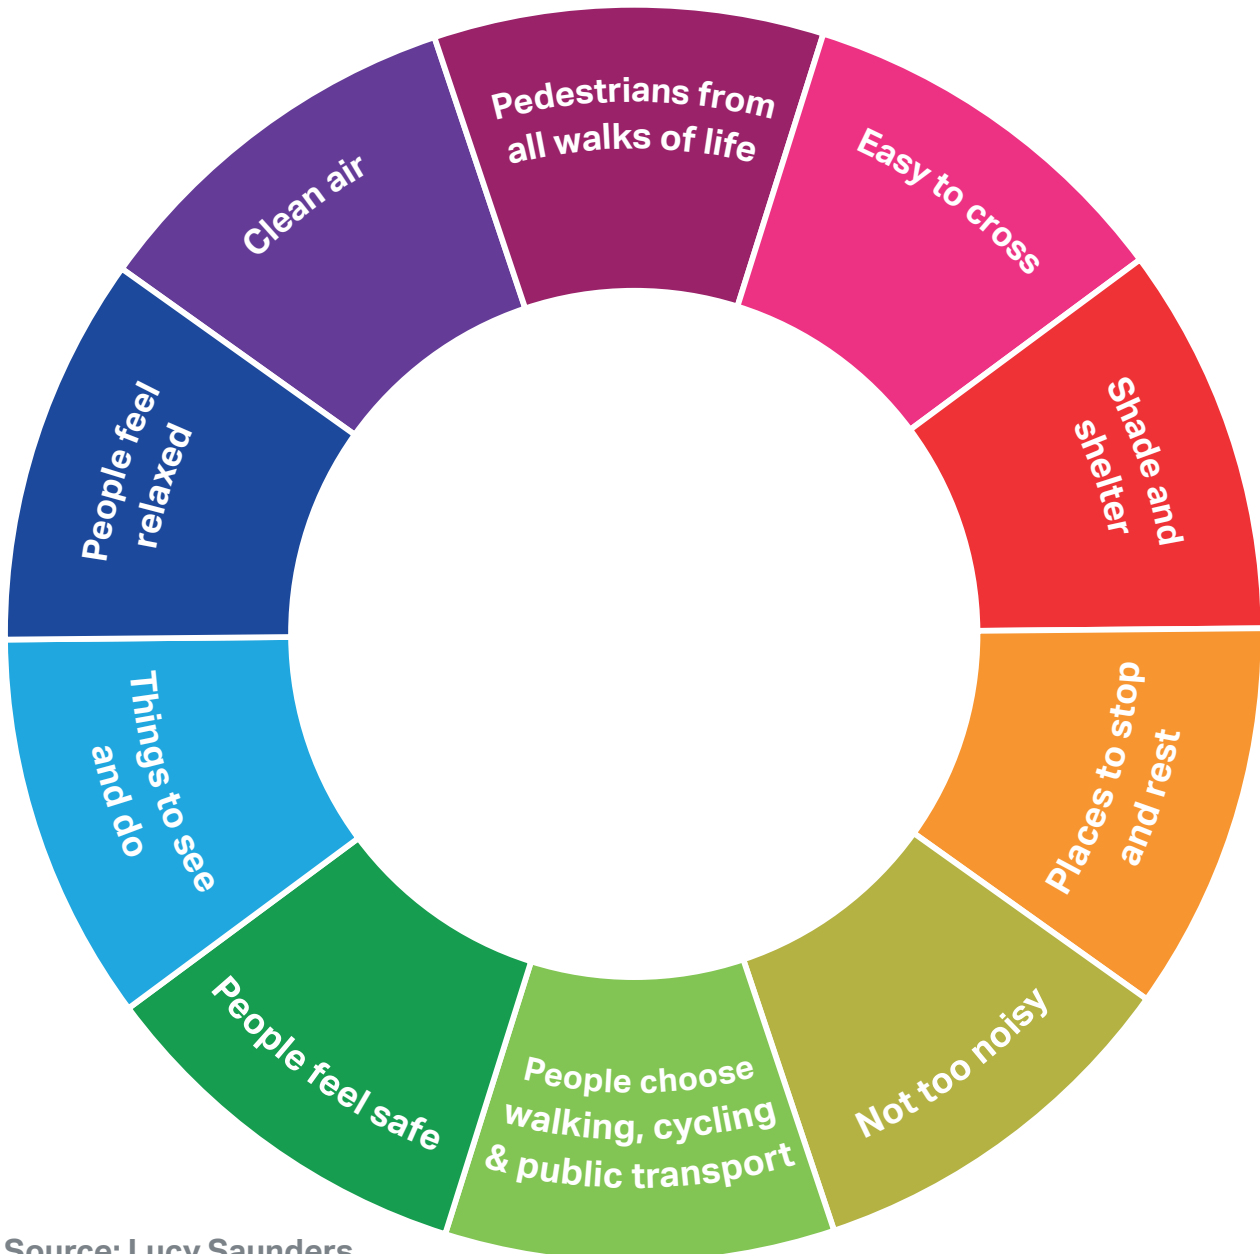 Pedestrians from
all walks of life
Easy to cross
Shade and
shelter
Places to stop
and rest
Not too noisy
People choose
walking, cycling
& public transport
People feel safe
Things to see
and do
People feel
relaxed
Clean air
Source: Lucy Saunders